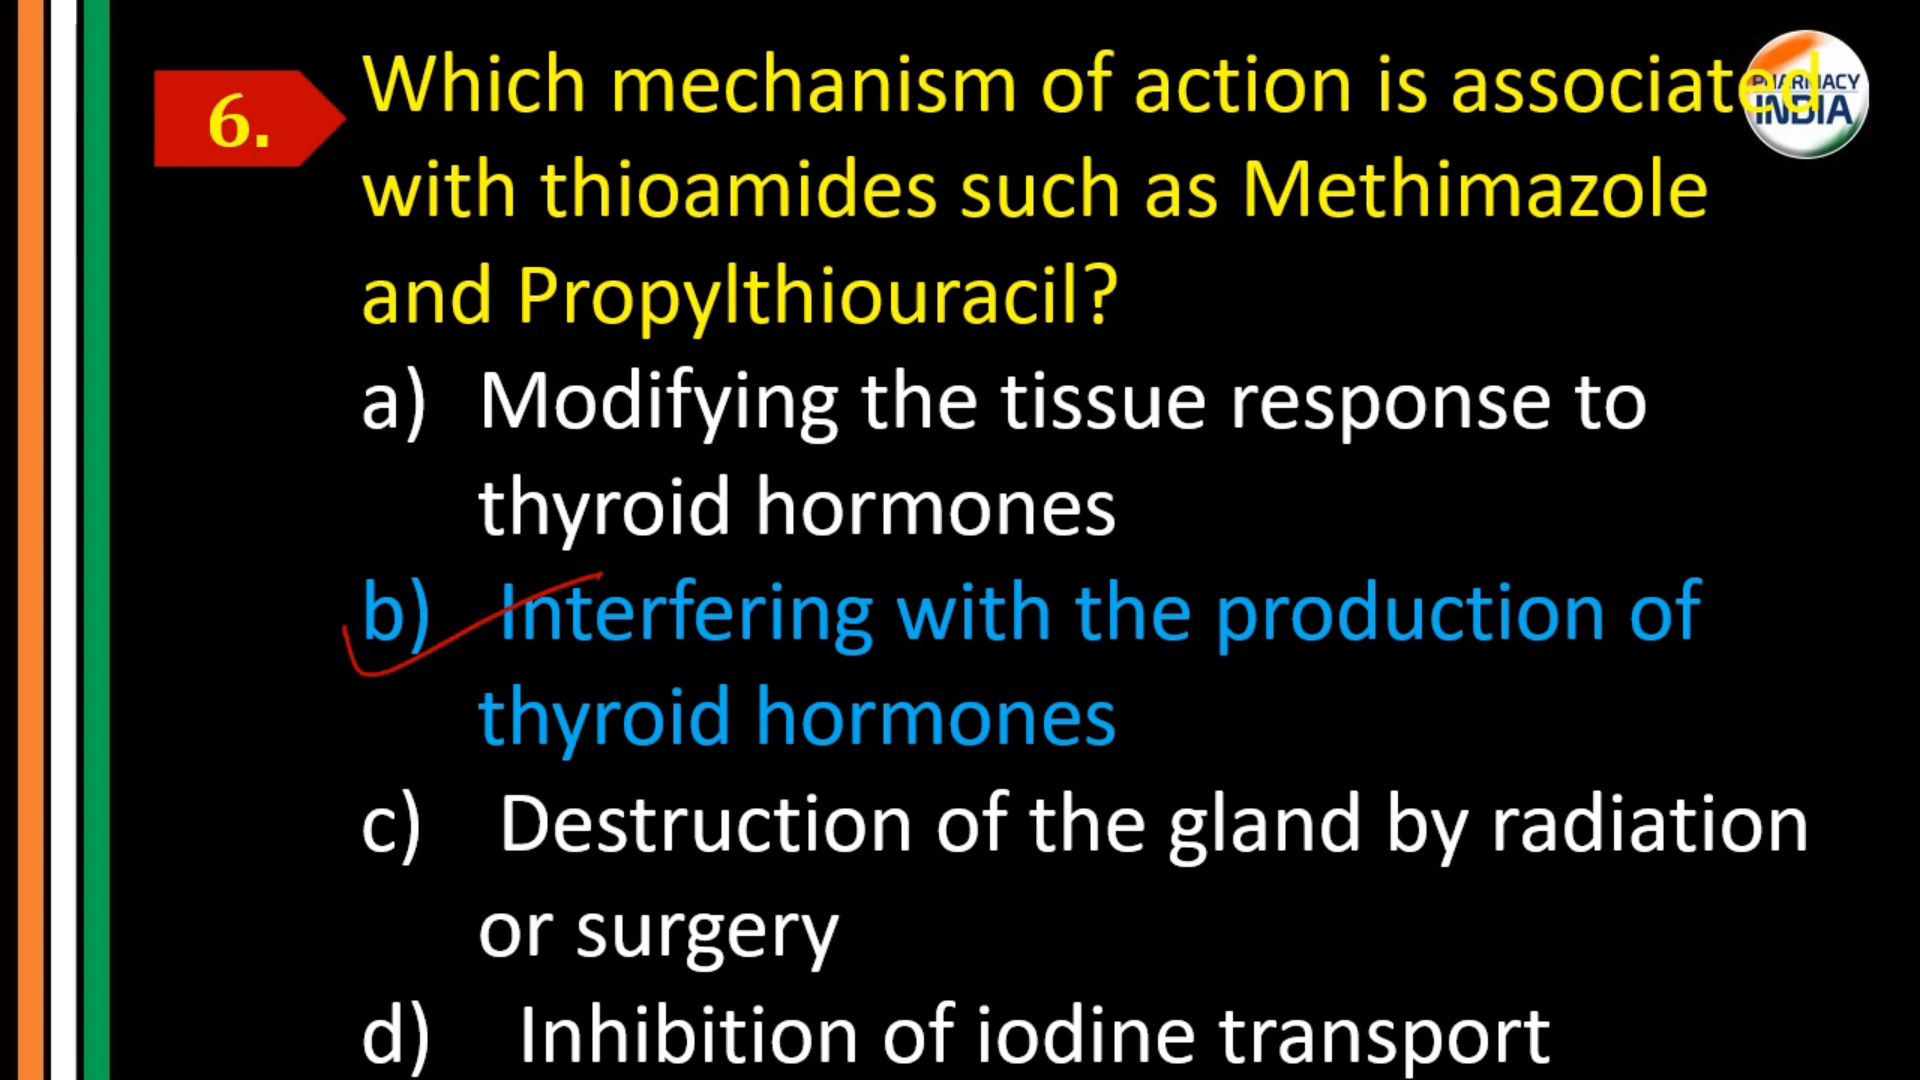 6.
Which mechanism of action is associated
PHARMACY
INDIA
with thioamides such as Methimazole
and Propylthiouracil?
a) Modifying the tissue response to
thyroid hormones
b) Interfering with the production of
thyroid hormones
c) Destruction of the gland by radiation
or surgery
d) Inhibition of iodine transport